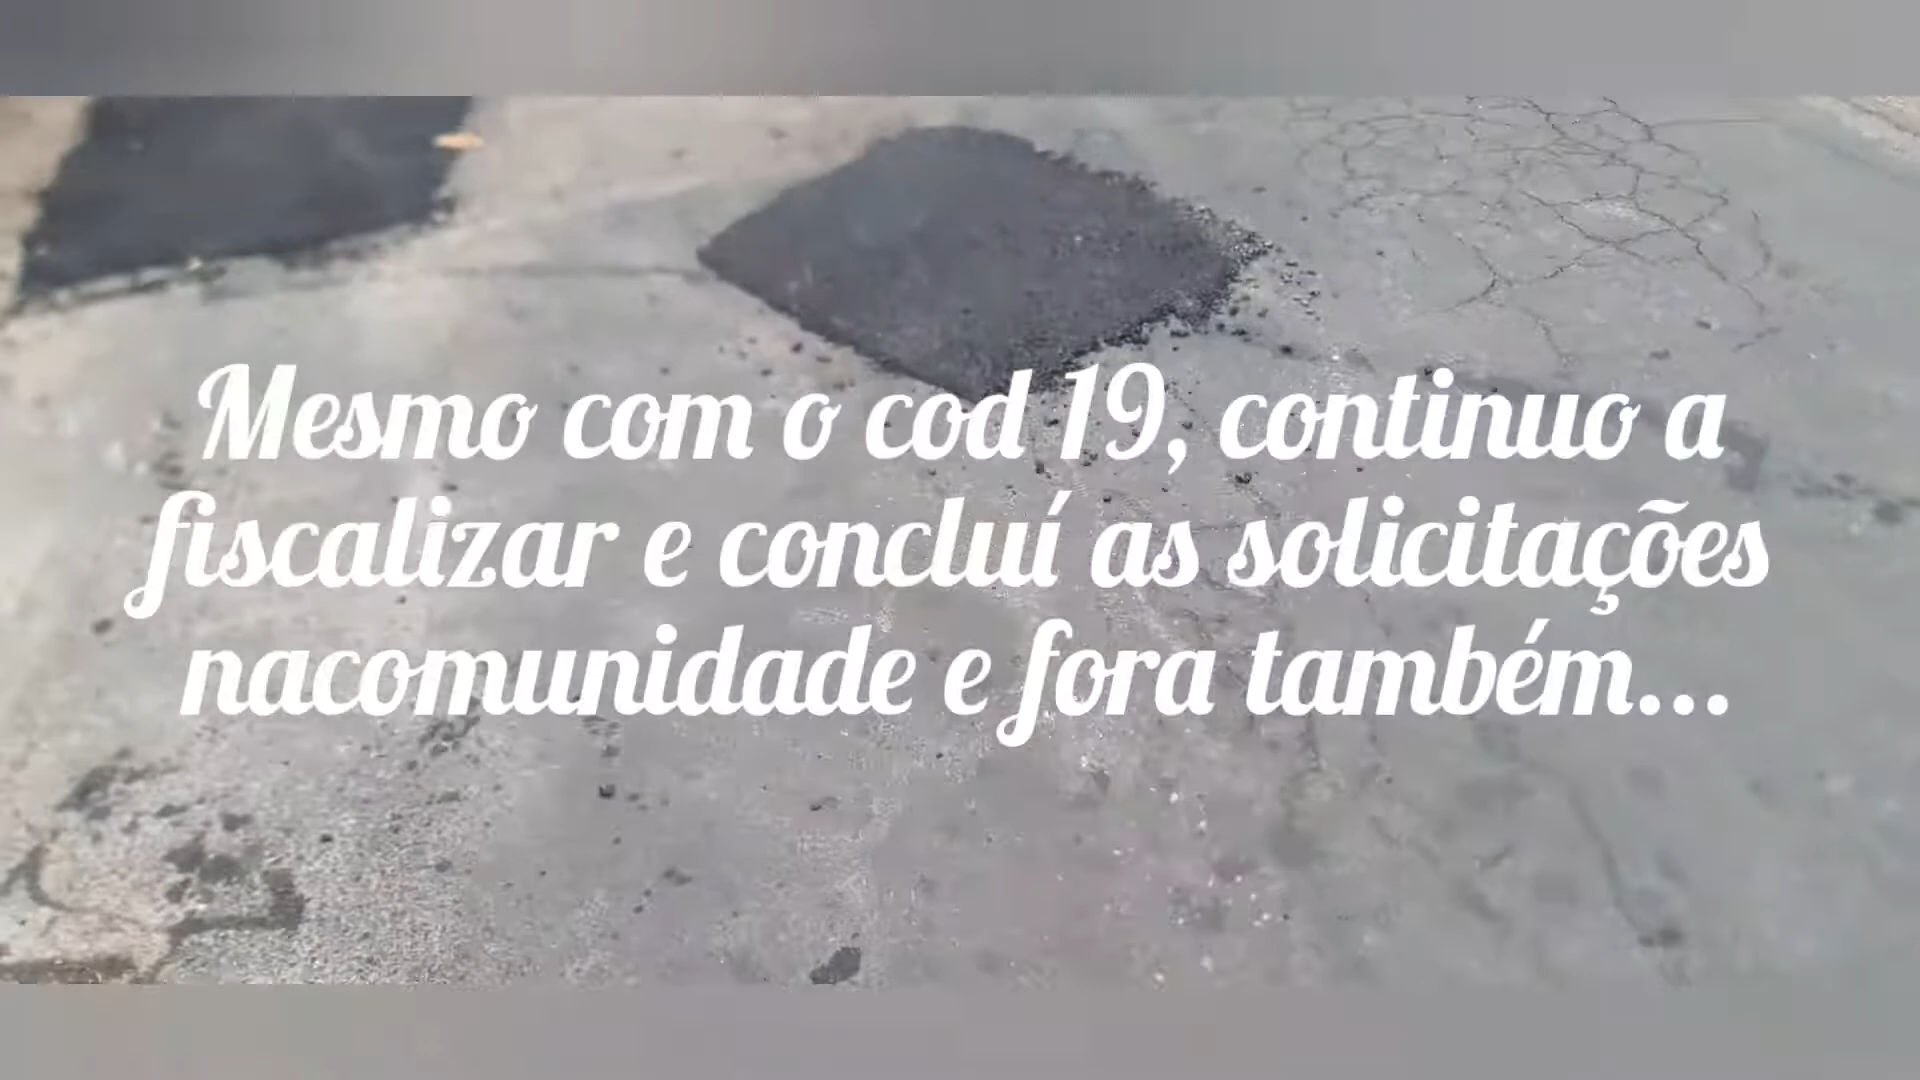 Mesmo com o cod 19, continuo a
fiscalizar e concluí as solicitações
nacomunidade e fora também...